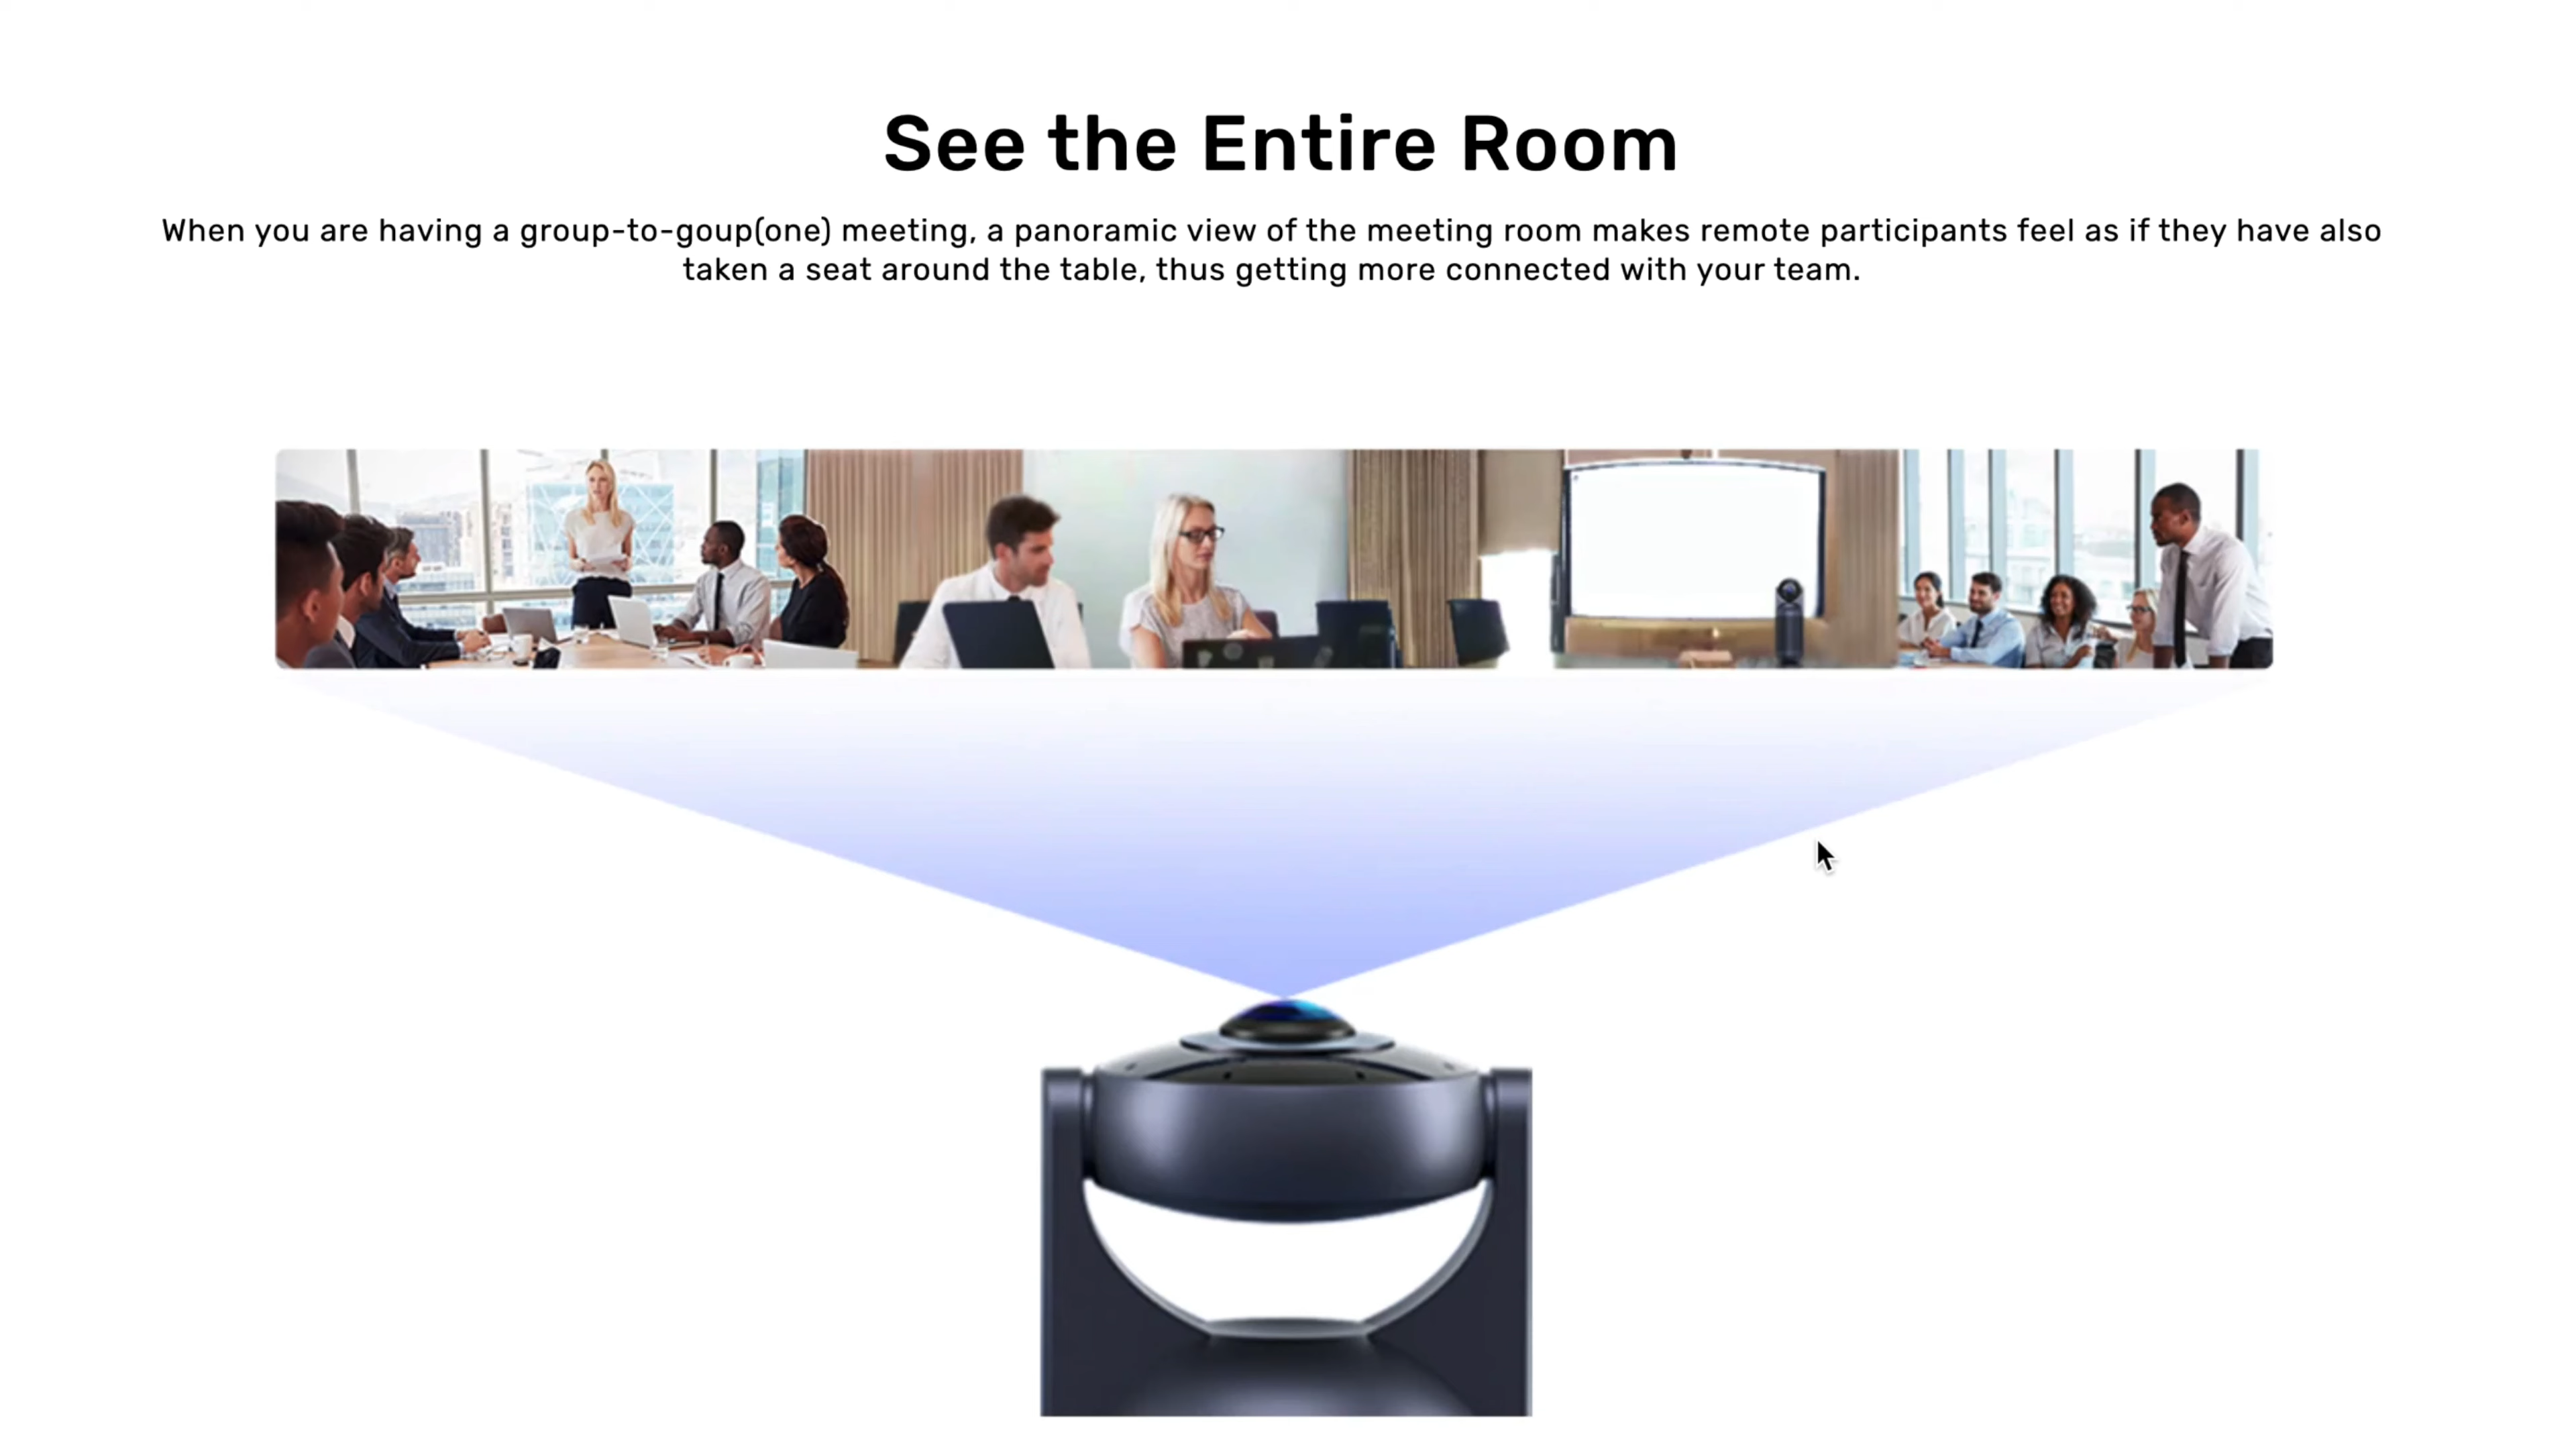 See the Entire Room
When you are having a group-to-goup(one) meeting, a panoramic view of the meeting room makes remote participants feel as if they have also
taken a seat around the table, thus getting more connected with your team.